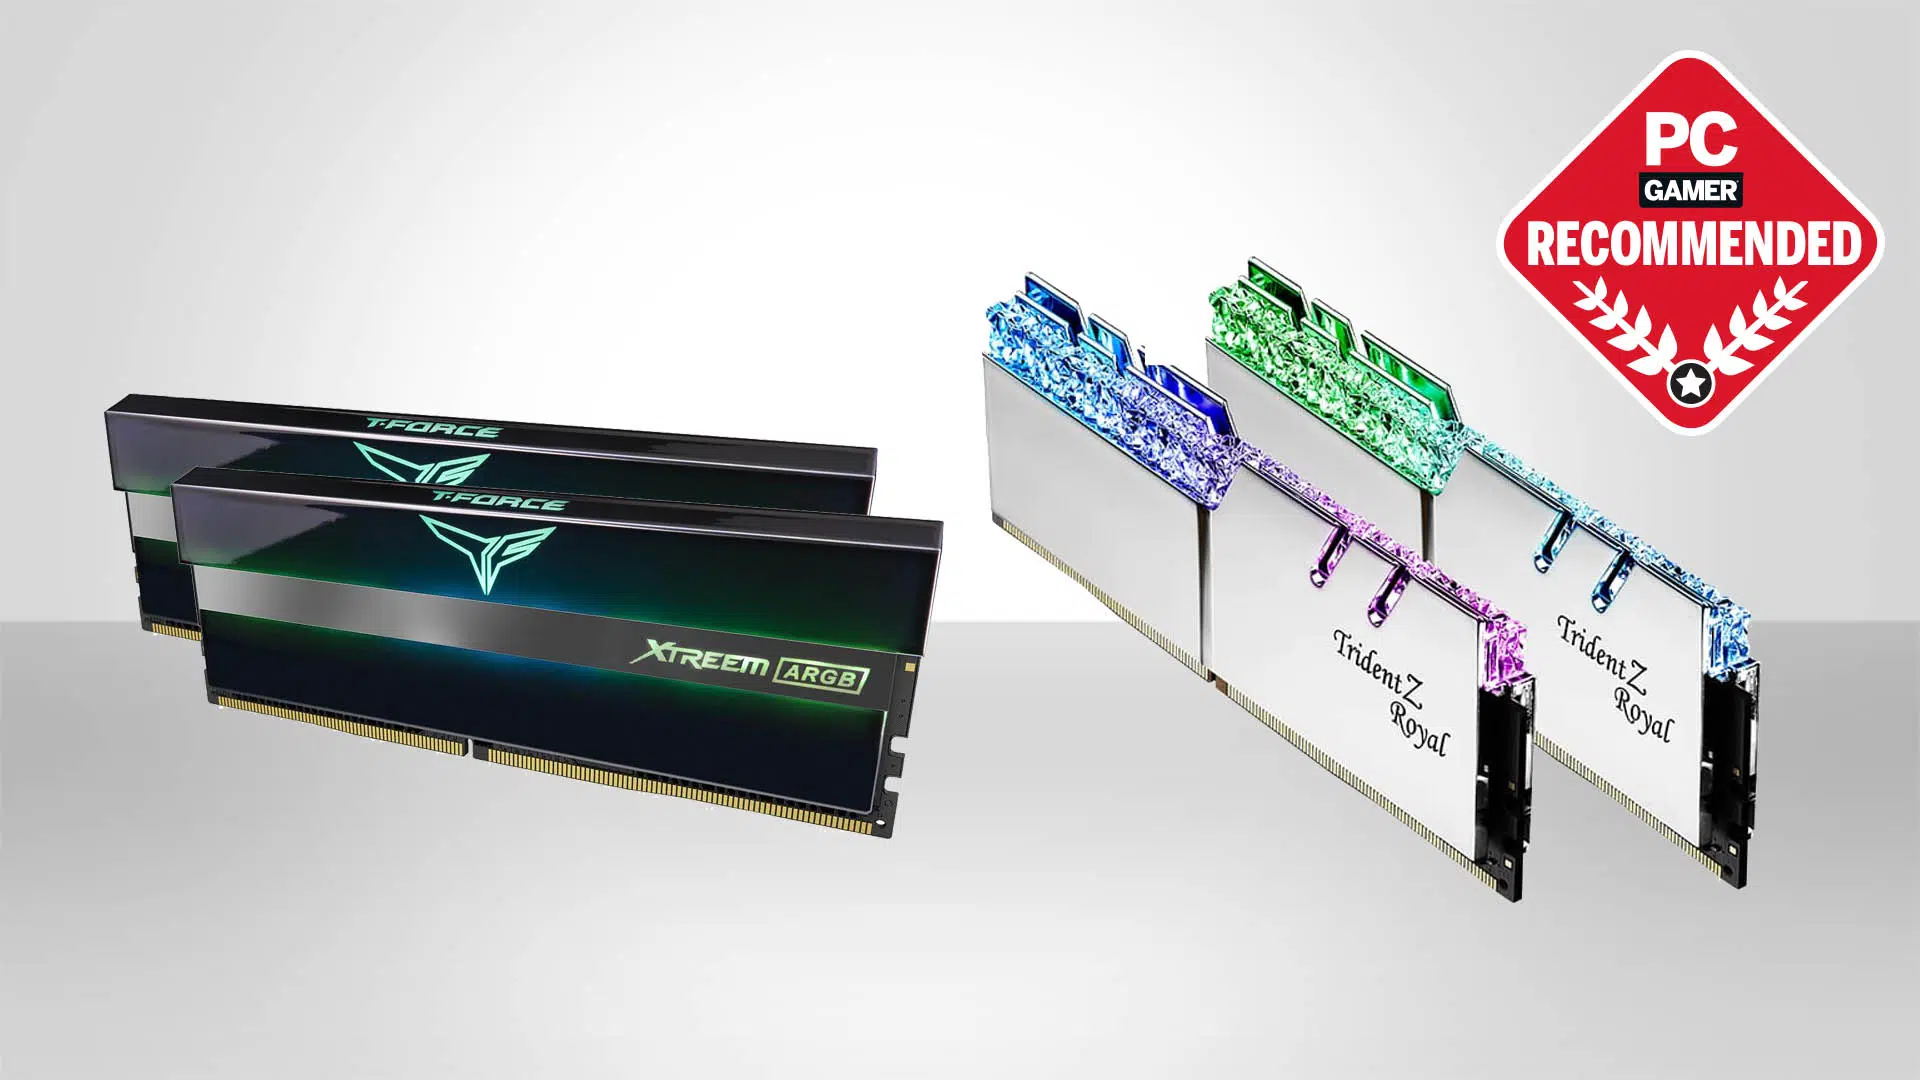 PC
GAMER
RECOMMENDED
T-FORCE
T-FORCE
XTREEM ARGB
Trident Z
Royal
Trident Z
Royal